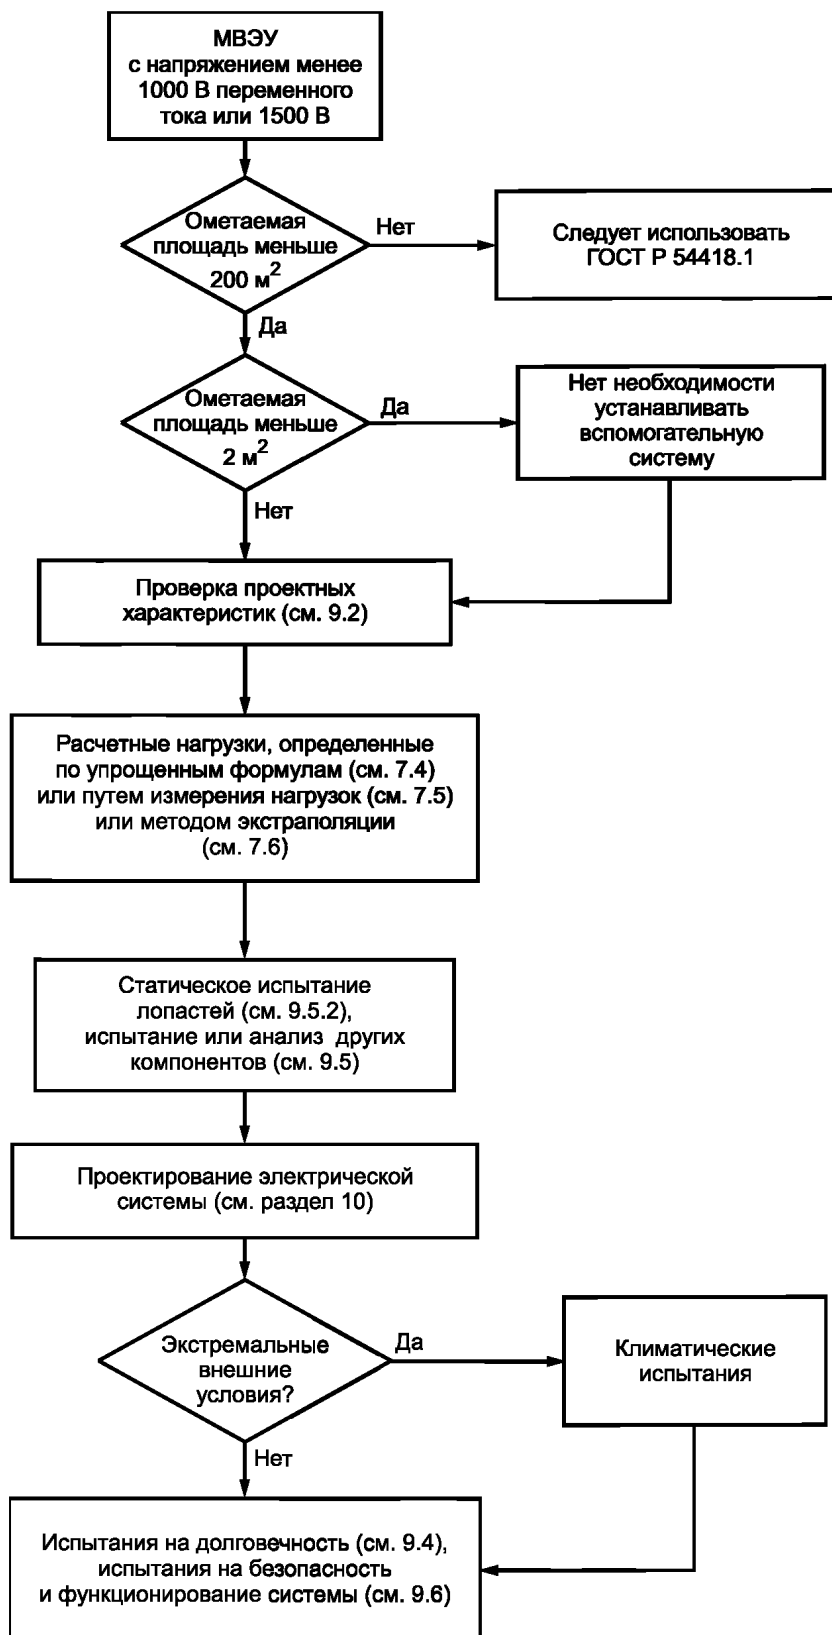 МВЭУ
с напряжением менее
1000 В переменного
тока или 1500 В
Ометаемая
площадь меньше
200 м²
Нет
Следует использовать
ГОСТ Р 54418.1
Да
Ометаемая
площадь меньше
2 м²
Да
Нет необходимости
устанавливать
вспомогательную
систему
Нет
Проверка проектных
характеристик (см. 9.2)
Расчетные нагрузки, определенные
по упрощенным формулам (см. 7.4)
или путем измерения нагрузок (см. 7.5)
или методом экстраполяции
(см. 7.6)
Статическое испытание
лопастей (см. 9.5.2),
испытание или анализ других
компонентов (см. 9.5)
Проектирование электрической
системы (см. раздел 10)
Экстремальные
внешние
условия?
Да
Климатические
испытания
Нет
Испытания на долговечность (см. 9.4),
испытания на безопасность
и функционирование системы (см. 9.6)